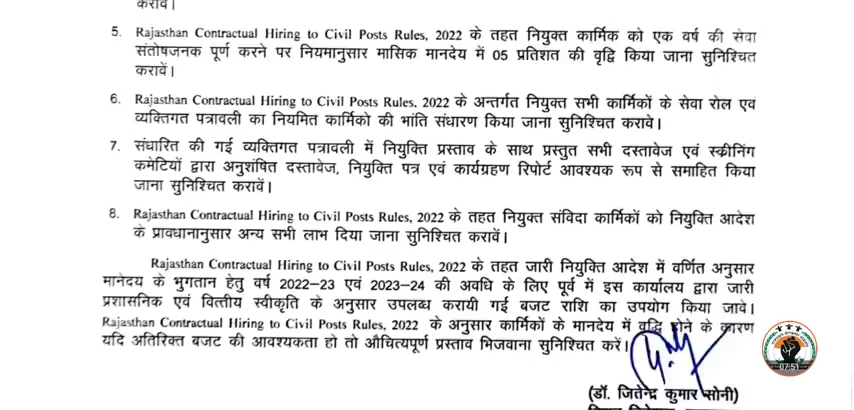 करावें।
5. Rajasthan Contractual Hiring to Civil Posts Rules, 2022 के तहत नियुक्त कार्मिक को एक वर्ष की सेवा
संतोषजनक पूर्ण करने पर नियमानुसार मासिक मानदेय में 05 प्रतिशत की वृद्वि किया जाना सुनिश्चित
करावें।
6. Rajasthan Contractual Hiring to Civil Posts Rules, 2022 के अन्तर्गत नियुक्त सभी कार्मिकों के सेवा रोल एवं
व्यक्तिगत पत्रावली का नियमित कार्मिको की भांति संधारण किया जाना सुनिश्चित करावे।
7. संधारित की गई व्यक्तिगत पत्रावली में नियुक्ति प्रस्ताव के साथ प्रस्तुत सभी दस्तावेज एवं स्क्रीनिंग
कमेटियों द्वारा अनुशंषित दस्तावेज, नियुक्ति पत्र एवं कार्यग्रहण रिपोर्ट आवश्यक रूप से समाहित किया
जाना सुनिश्चित करावें।
8. Rajasthan Contractual Hiring to Civil Posts Rules, 2022 के तहत नियुक्त संविदा कार्मिकों को नियुक्ति आदेश
के प्रावधानानुसार अन्य सभी लाभ दिया जाना सुनिश्चित करावें।
Rajasthan Contractual Hiring to Civil Posts Rules, 2022 के तहत जारी नियुक्ति आदेश में वर्णित अनुसार
मानदेय के भुगतान हेतु वर्ष 2022–23 एवं 2023–24 की अवधि के लिए पूर्व में इस कार्यालय द्वारा जारी
प्रशासनिक एवं वित्तीय स्वीकृति के अनुसार उपलब्ध करायी गई बजट राशि का उपयोग किया जावे।
Rajasthan Contractual Hiring to Civil Posts Rules, 2022 के अनुसार कार्मिकों के मानदेय में वृद्वि होने के कारण
यदि अतिरिक्त बजट की आवश्यकता हो तो औचित्यपूर्ण प्रस्ताव भिजवाना सुनिश्चित करें।
07:51
(डॉ. जितेन्द्र कुमार सोनी)